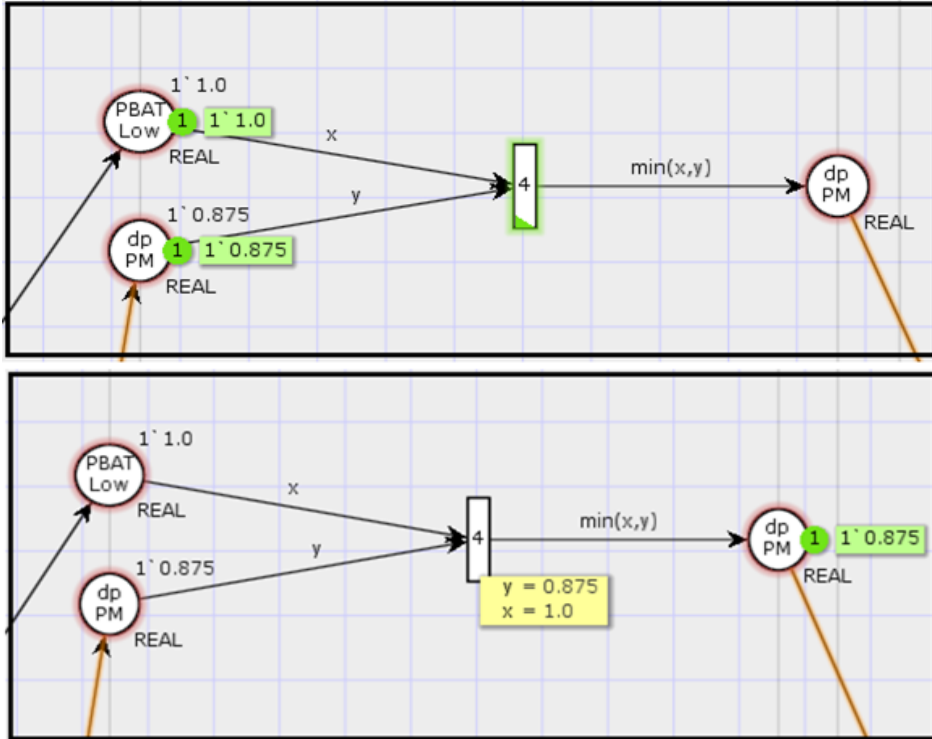 1`1.0
PBAT
Low
1
1`1.0
REAL
x
1`0.875
dp
PM
1
1`0.875
REAL
y
4
min(x,y)
dp
PM
REAL
1`1.0
PBAT
Low
REAL
x
1`0.875
dp
PM
REAL
y
4
y = 0.875
x = 1.0
min(x,y)
dp
PM
1
1`0.875
REAL